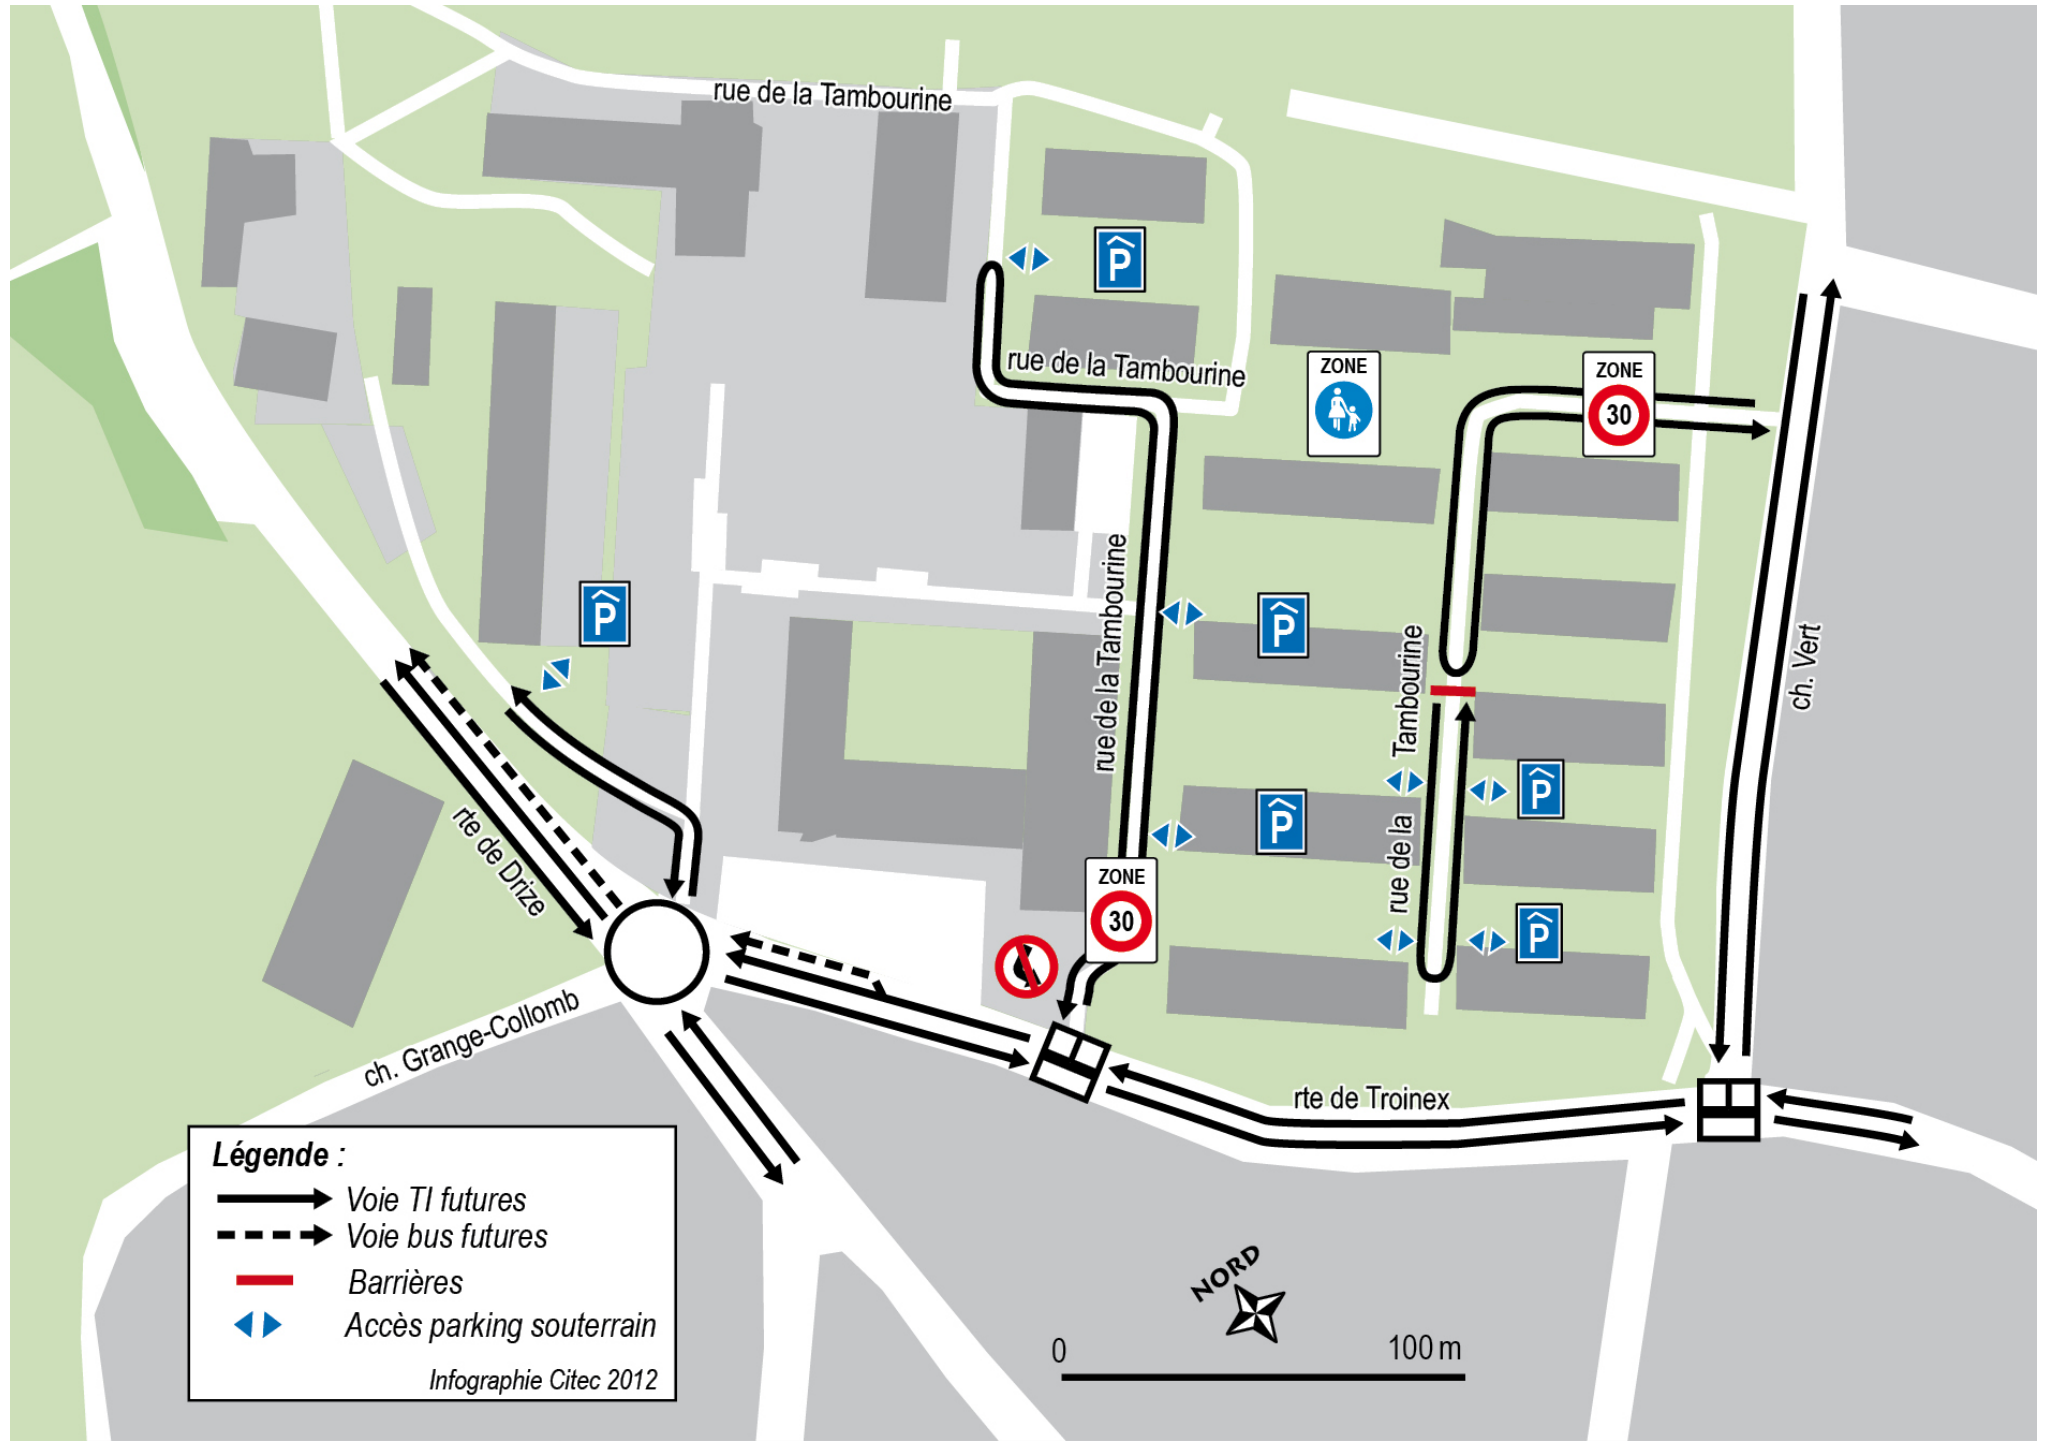 rue de la Tambourine
P
rue de la Tambourine
ZONE
ZONE
30
P
rue de la Tambourine
P
rue de la Tambourine
ch. Vert
P
P
P
rte de Drize
ZONE
30
ch. Grange-Collomb
rte de Troinex
Légende :
Voie TI futures
Voie bus futures
Barrières
Accès parking souterrain
Infographie Citec 2012
NORD
0
100 m